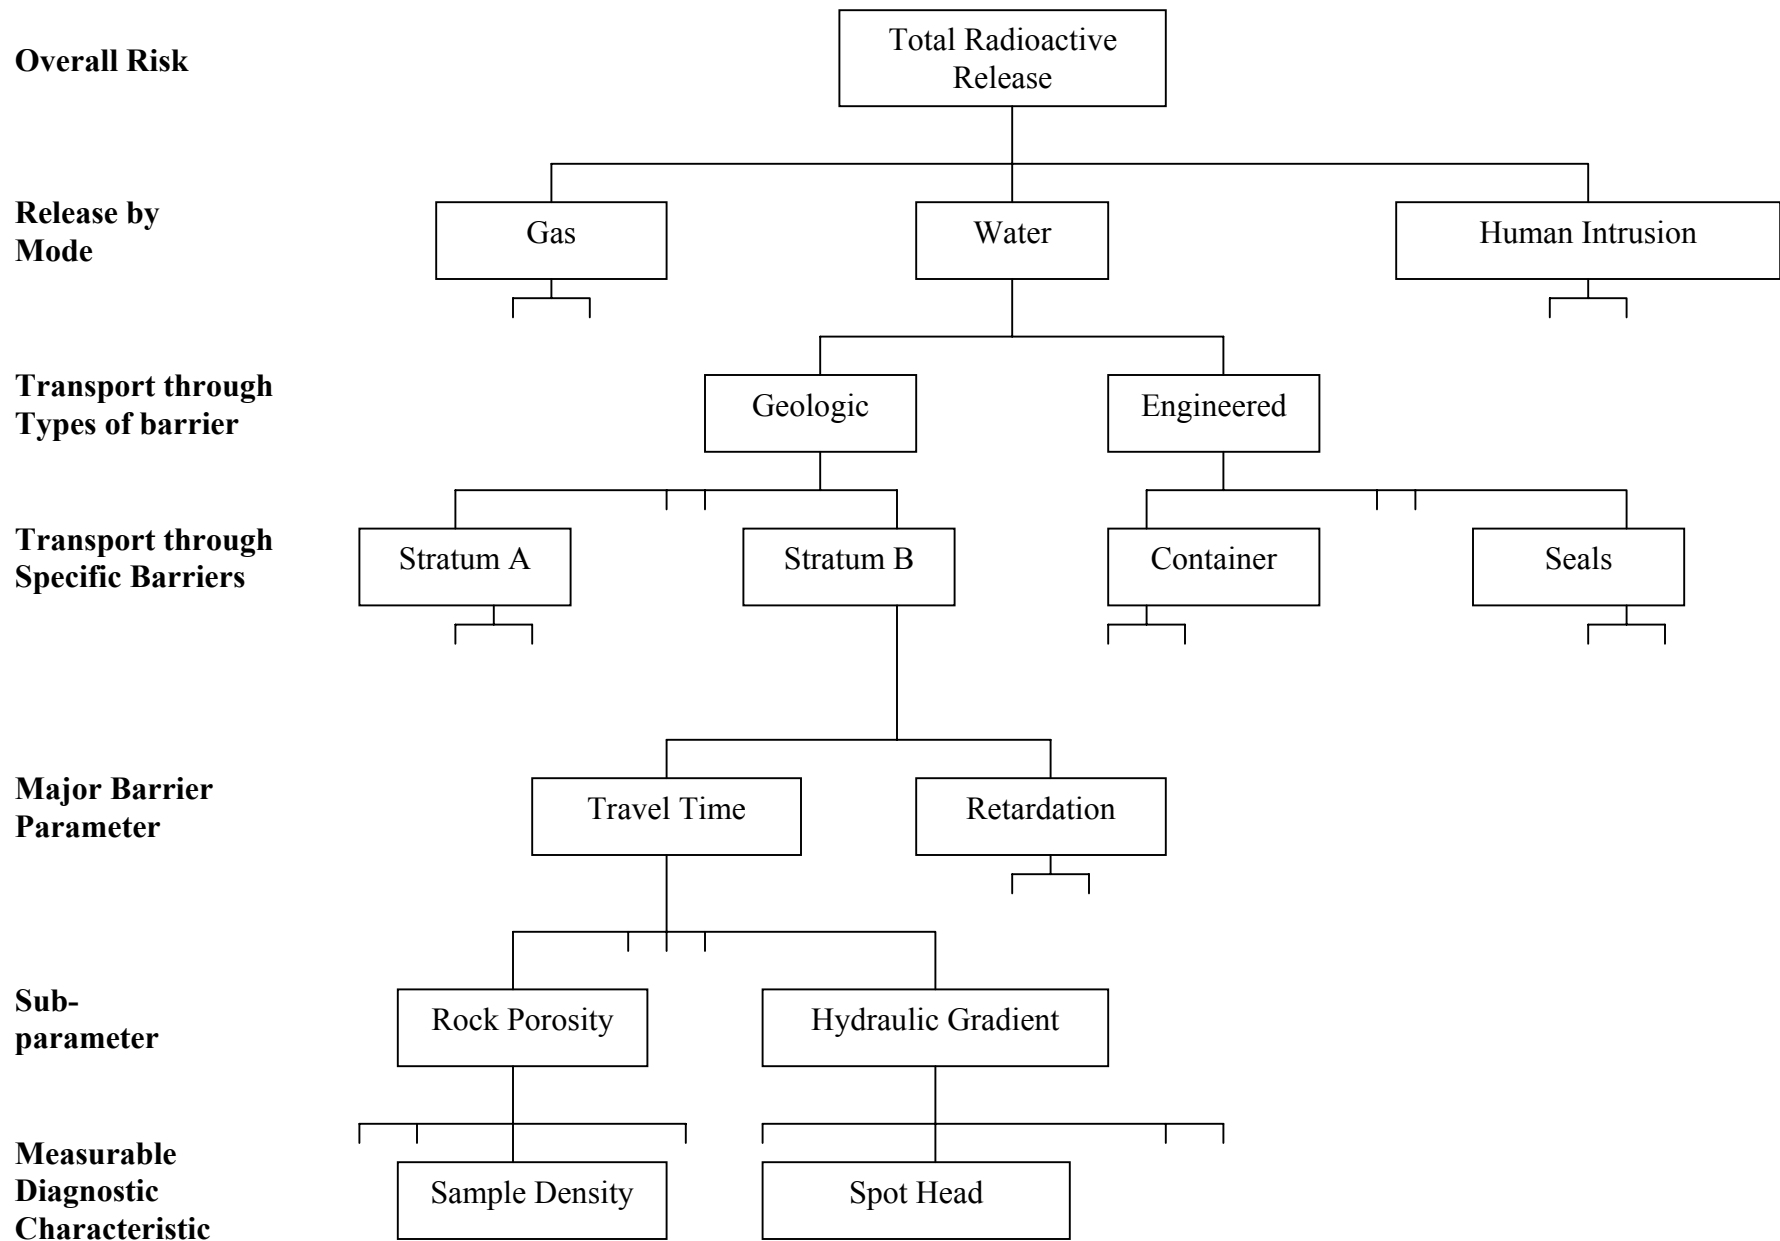 Overall Risk
Total Radioactive
Release
Release by
Mode
Gas
Water
Human Intrusion
Transport through
Types of barrier
Geologic
Engineered
Transport through
Specific Barriers
Stratum A
Stratum B
Container
Seals
Major Barrier
Parameter
Travel Time
Retardation
Sub-
parameter
Rock Porosity
Hydraulic Gradient
Measurable
Diagnostic
Characteristic
Sample Density
Spot Head